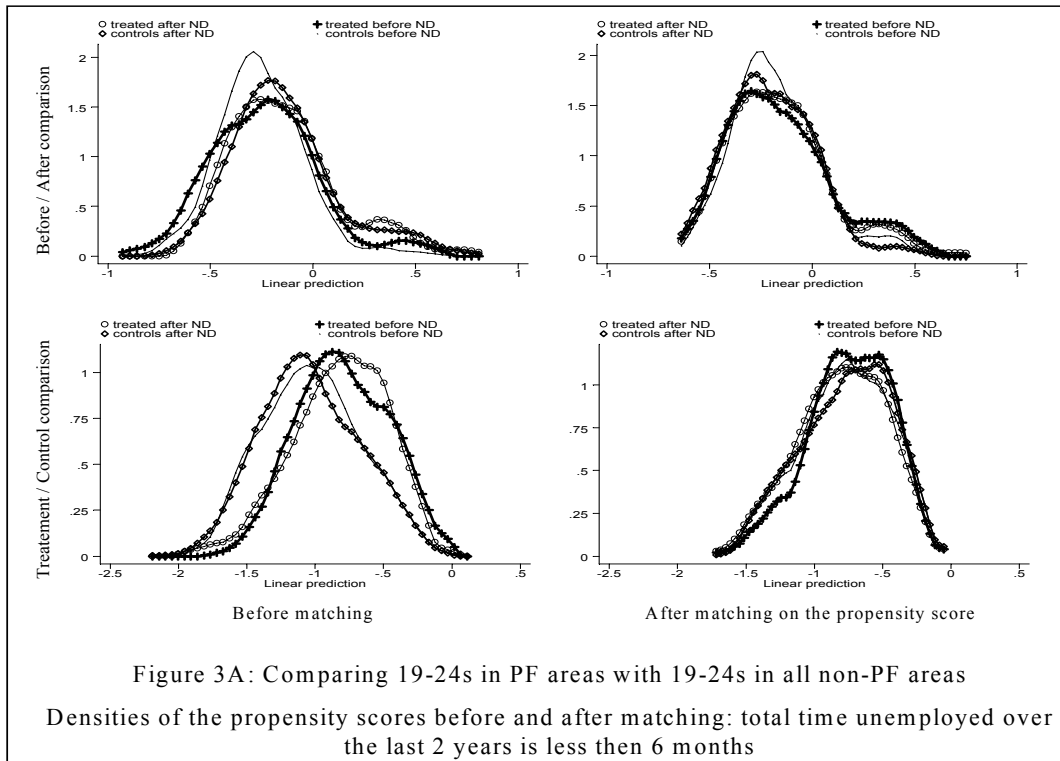 treated after ND treated before ND
controls after ND controls before ND
Before / After comparison
2
1.5
1
.5
0
-1 -.5 0 .5 1
Linear prediction
treated after ND treated before ND
controls after ND controls before ND
2
1.5
1
.5
0
-1 -.5 0 .5 1
Linear prediction
treated after ND treated before ND
controls after ND controls before ND
Treatement / Control comparison
1
.75
.5
.25
0
-2.5 -2 -1.5 -1 -.5 0 .5
Linear prediction
Before matching
treated after ND treated before ND
controls after ND controls before ND
1
.75
.5
.25
0
-2.5 -2 -1.5 -1 -.5 0 .5
Linear prediction
After matching on the propensity score
Figure 3A: Comparing 19-24s in PF areas with 19-24s in all non-PF areas
Densities of the propensity scores before and after matching: total time unemployed over
the last 2 years is less then 6 months